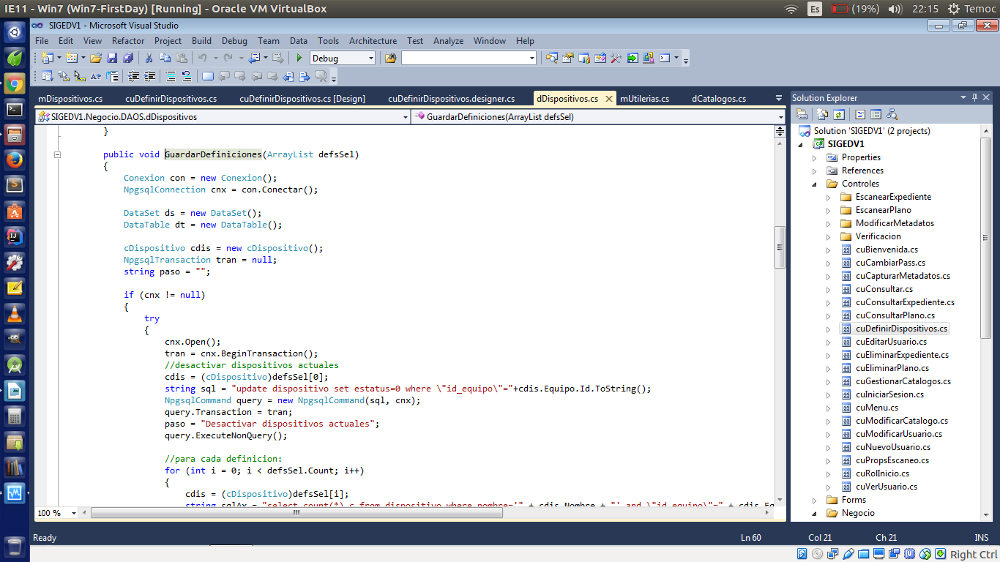 IE11 - Win7 (Win7-FirstDay) [Running] - Oracle VM VirtualBox
Es (19%) 22:15 Temoc
SIGEDV1 - Microsoft Visual Studio
File Edit View Refactor Project Build Debug Team Data Tools Architecture Test Analyze Window Help
Debug
mDispositivos.cs cuDefinirDispositivos.cs cuDefinirDispositivos.cs [Design] cuDefinirDispositivos.designer.cs dDispositivos.cs mUtilerias.cs dCatalogos.cs
SIGEDV1.Negocio.DAOS.dDispositivos GuardarDefiniciones(ArrayList defsSel)
}
public void GuardarDefiniciones(ArrayList defsSel)
{
Conexion con = new Conexion();
NpgsqlConnection cnx = con.Conectar();
DataSet ds = new DataSet();
DataTable dt = new DataTable();
cDispositivo cdis = new cDispositivo();
NpgsqlTransaction tran = null;
string paso = "";
if (cnx != null)
{
try
{
cnx.Open();
tran = cnx.BeginTransaction();
//desactivar dispositivos actuales
cdis = (cDispositivo)defsSel[0];
string sql = "update dispositivo set estatus=0 where \"id_equipo\"="+cdis.Equipo.Id.ToString();
NpgsqlCommand query = new NpgsqlCommand(sql, cnx);
query.Transaction = tran;
paso = "Desactivar dispositivos actuales";
query.ExecuteNonQuery();
//para cada definicion:
for (int i = 0; i < defsSel.Count; i++)
{
cdis = (cDispositivo)defsSel[i];
string sqlAx = "select count(*) c from dispositivo where nombre='" + cdis.Nombre + "' and \"id_equipo\"=" + cdis.Eq
100 %
Solution Explorer
Solution 'SIGEDV1' (2 projects)
SIGEDV1
Properties
References
Controles
EscanearExpediente
EscanearPlano
ModificarMetadatos
Verificacion
cuBienvenida.cs
cuCambiarPass.cs
cuCapturarMetadatos.cs
cuConsultar.cs
cuConsultarExpediente.cs
cuConsultarPlano.cs
cuDefinirDispositivos.cs
cuEditarUsuario.cs
cuEliminarExpediente.cs
cuEliminarPlano.cs
cuGestionarCatalogos.cs
cuIniciarSesion.cs
cuMenu.cs
cuModificarCatalogo.cs
cuModificarUsuario.cs
cuNuevoUsuario.cs
cuPropsEscaneo.cs
cuRolInicio.cs
cuVerUsuario.cs
Forms
Negocio
Ready Ln 60 Col 21 Ch 21 INS
Right Ctrl